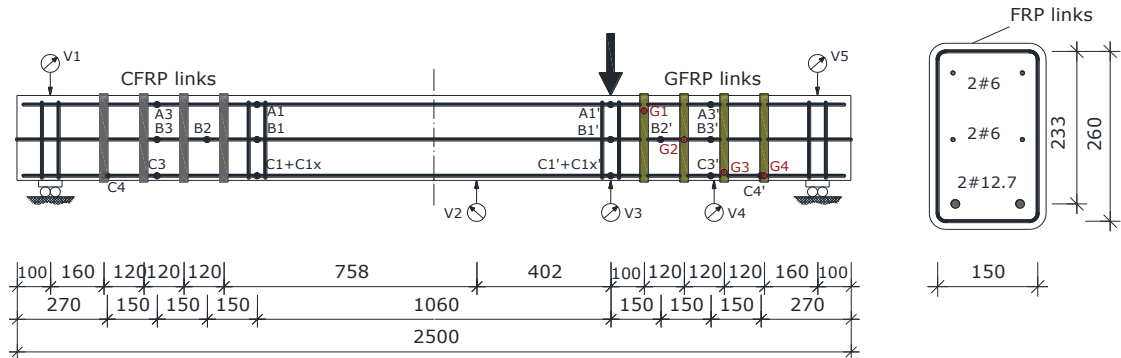 FRP links
V1
V5
CFRP links
GFRP links
2#6
A3
A1
A1'
G1
A3'
B3
B2
B1
B1'
B2'
B3'
G2
2#6
233
260
C3
C1+C1x
C1'+C1x'
C3'
G3
G4
C4
C4'
2#12.7
V2
V3
V4
100
160
120
120
120
758
402
100
120
120
120
160
100
150
270
150
150
150
1060
150
150
150
270
2500